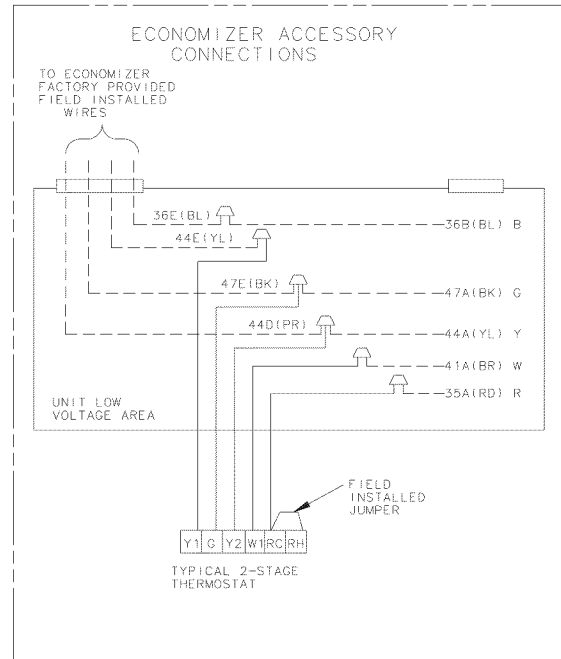 ECONOMIZER ACCESSORY
CONNECTIONS
TO ECONOMIZER
FACTORY PROVIDED
FIELD INSTALLED
WIRES
36E(BL)
36B(BL) B
44E(YL)
47E(BK)
47A(BK) G
44D(PR)
44A(YL) Y
41A(BR) W
35A(RD) R
UNIT LOW
VOLTAGE AREA
FIELD
INSTALLED
JUMPER
Y1 G Y2 W1 RC RH
TYPICAL 2-STAGE
THERMOSTAT